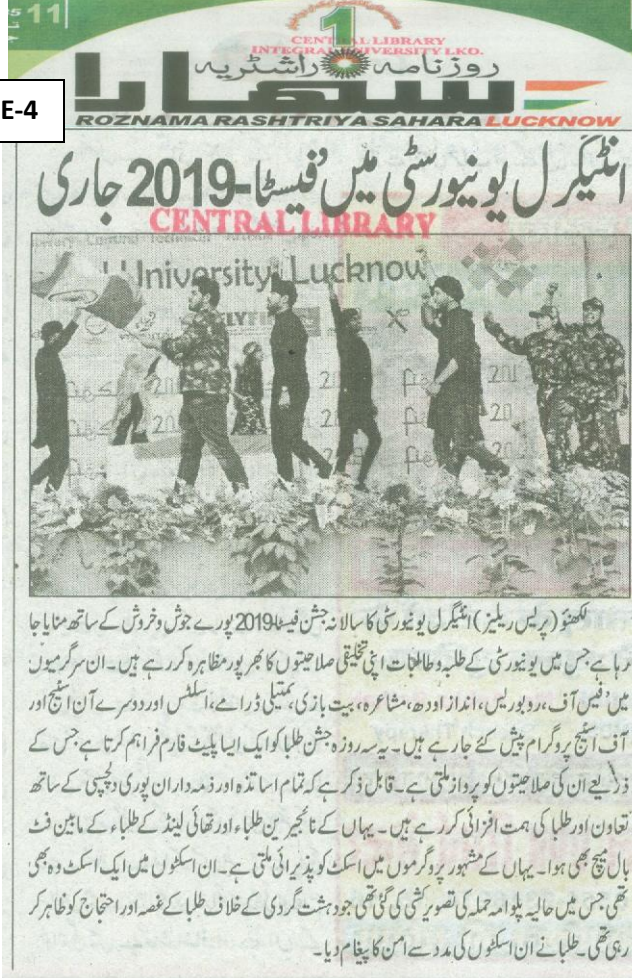 11
1
CENTRAL LIBRARY
INTEGRAL UNIVERSITY LKO.
روزنامہ راشٹریہ
سہارا
E-4
ROZNAMA RASHTRIYA SAHARA LUCKNOW
انٹیگرل یونیورسٹی میں 'فیسٹا-2019 جاری
CENTRAL LIBRARY
University, Lucknow
لکھنؤ (پریس ریلیز) انٹیگرل یونیورسٹی کا سالانہ جشن فیسٹا2019 پورے جوش وخروش کے ساتھ منایا جا
رہا ہے جس میں یونیورسٹی کے طلبہ و طالبات اپنی تخلیقی صلاحیتوں کا بھر پور مظاہرہ کر رہے ہیں۔ ان سرگرمیوں
میں 'فیس آف، روبوریس، انداز اودھ، مشاعرہ، بیت بازی، تمثیلی ڈرامے، اسکٹس اور دوسرے آن اسٹیج اور
آف اسٹیج پروگرام پیش کئے جارہے ہیں۔ یہ سہ روزہ جشن طلبا کو ایک ایسا پلیٹ فارم فراہم کرتا ہے جس کے
ذریعے ان کی صلاحیتوں کو پرواز ملتی ہے۔ قابل ذکر ہے کہ تمام اساتذہ اور ذمہ داران پوری دلچسپی کے ساتھ
تعاون اور طلبا کی ہمت افزائی کررہے ہیں۔ یہاں کے نائجیرین طلباء اور تھائی لینڈ کے طلباء کے مابین فٹ
بال میچ بھی ہوا۔ یہاں کے مشہور پروگرموں میں اسکٹ کو پذیرائی ملتی ہے۔ ان اسکٹوں میں ایک اسکٹ وہ بھی
تھی جس میں حالیہ پلوامہ حملہ کی تصویر کشی کی گئی تھی جو دہشت گردی کے خلاف طلبا کے غصہ اور احتجاج کو ظاہر کر
رہی تھی۔ طلبا نے ان اسکٹوں کی مدد سے امن کا پیغام دیا۔